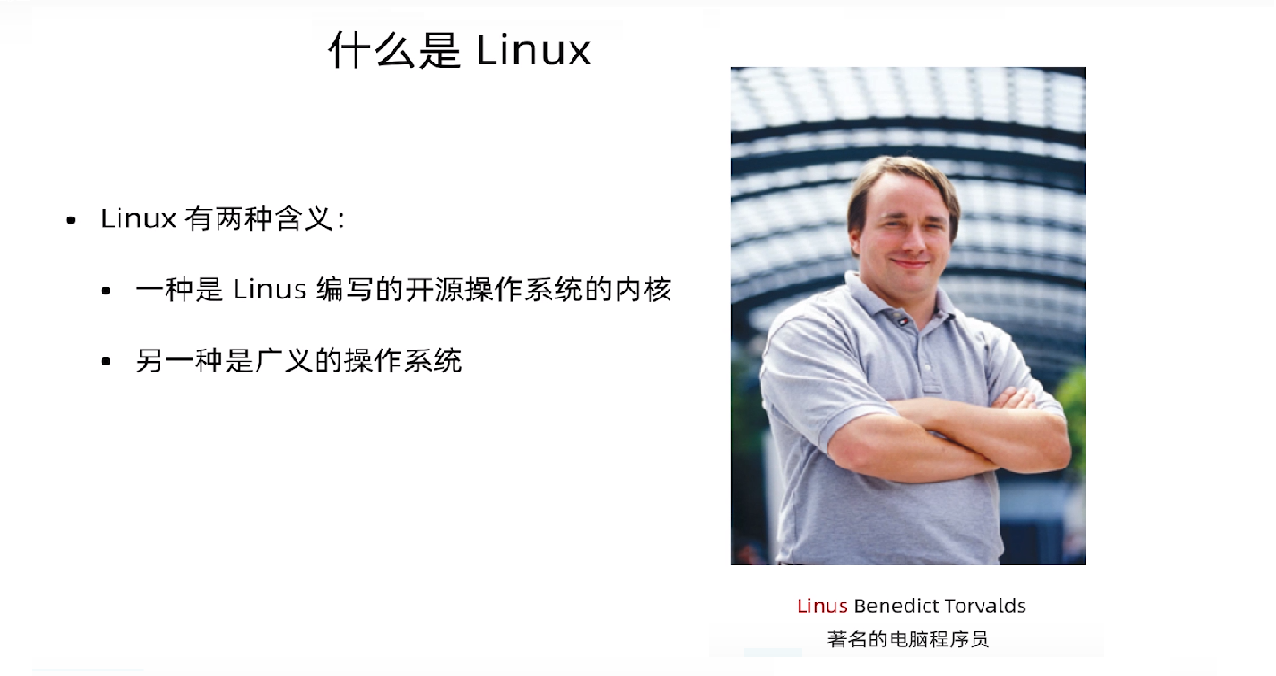 什么是 Linux
Linux 有两种含义：
一种是 Linus 编写的开源操作系统的内核
另一种是广义的操作系统
Linus Benedict Torvalds
著名的电脑程序员